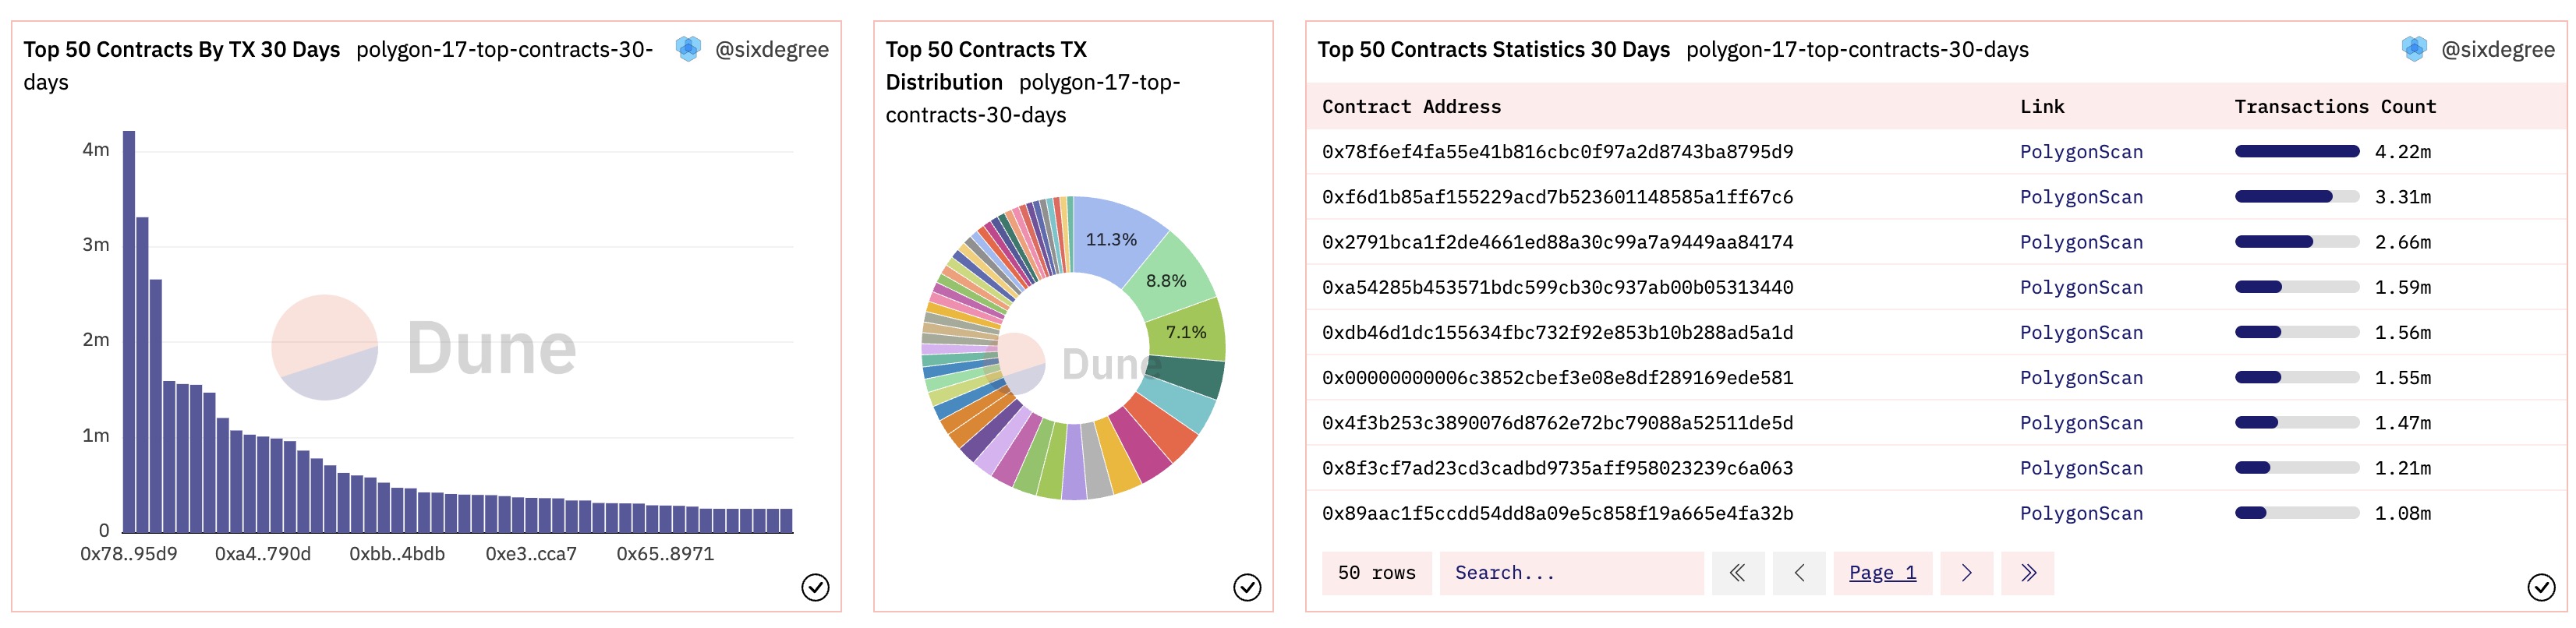 Top 50 Contracts By TX 30 Days polygon-17-top-contracts-30-
days
@sixdegree
4m
3m
2m
1m
0
0x78..95d9 0xa4..790d 0xbb..4bdb 0xe3..cca7 0x65..8971
Dune
Top 50 Contracts TX
Distribution polygon-17-top-
contracts-30-days
11.3%
8.8%
7.1%
Dune
Top 50 Contracts Statistics 30 Days polygon-17-top-contracts-30-days
@sixdegree
Contract Address Link Transactions Count
0x78f6ef4fa55e41b816cbc0f97a2d8743ba8795d9 PolygonScan 4.22m
0xf6d1b85af155229acd7b523601148585a1ff67c6 PolygonScan 3.31m
0x2791bca1f2de4661ed88a30c99a7a9449aa84174 PolygonScan 2.66m
0xa54285b453571bdc599cb30c937ab00b05313440 PolygonScan 1.59m
0xdb46d1dc155634fbc732f92e853b10b288ad5a1d PolygonScan 1.56m
0x00000000006c3852cbef3e08e8df289169ede581 PolygonScan 1.55m
0x4f3b253c3890076d8762e72bc79088a52511de5d PolygonScan 1.47m
0x8f3cf7ad23cd3cadbd9735aff958023239c6a063 PolygonScan 1.21m
0x89aac1f5ccdd54dd8a09e5c858f19a665e4fa32b PolygonScan 1.08m
50 rows Search... Page 1